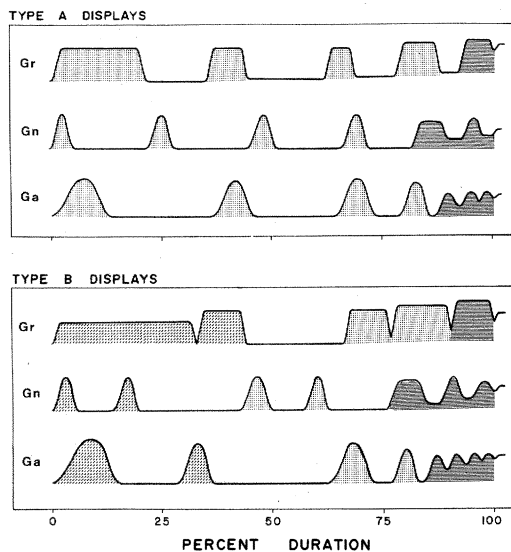 TYPE A DISPLAYS
Gr
Gn
Ga
TYPE B DISPLAYS
Gr
Gn
Ga
0 25 50 75 100
PERCENT DURATION